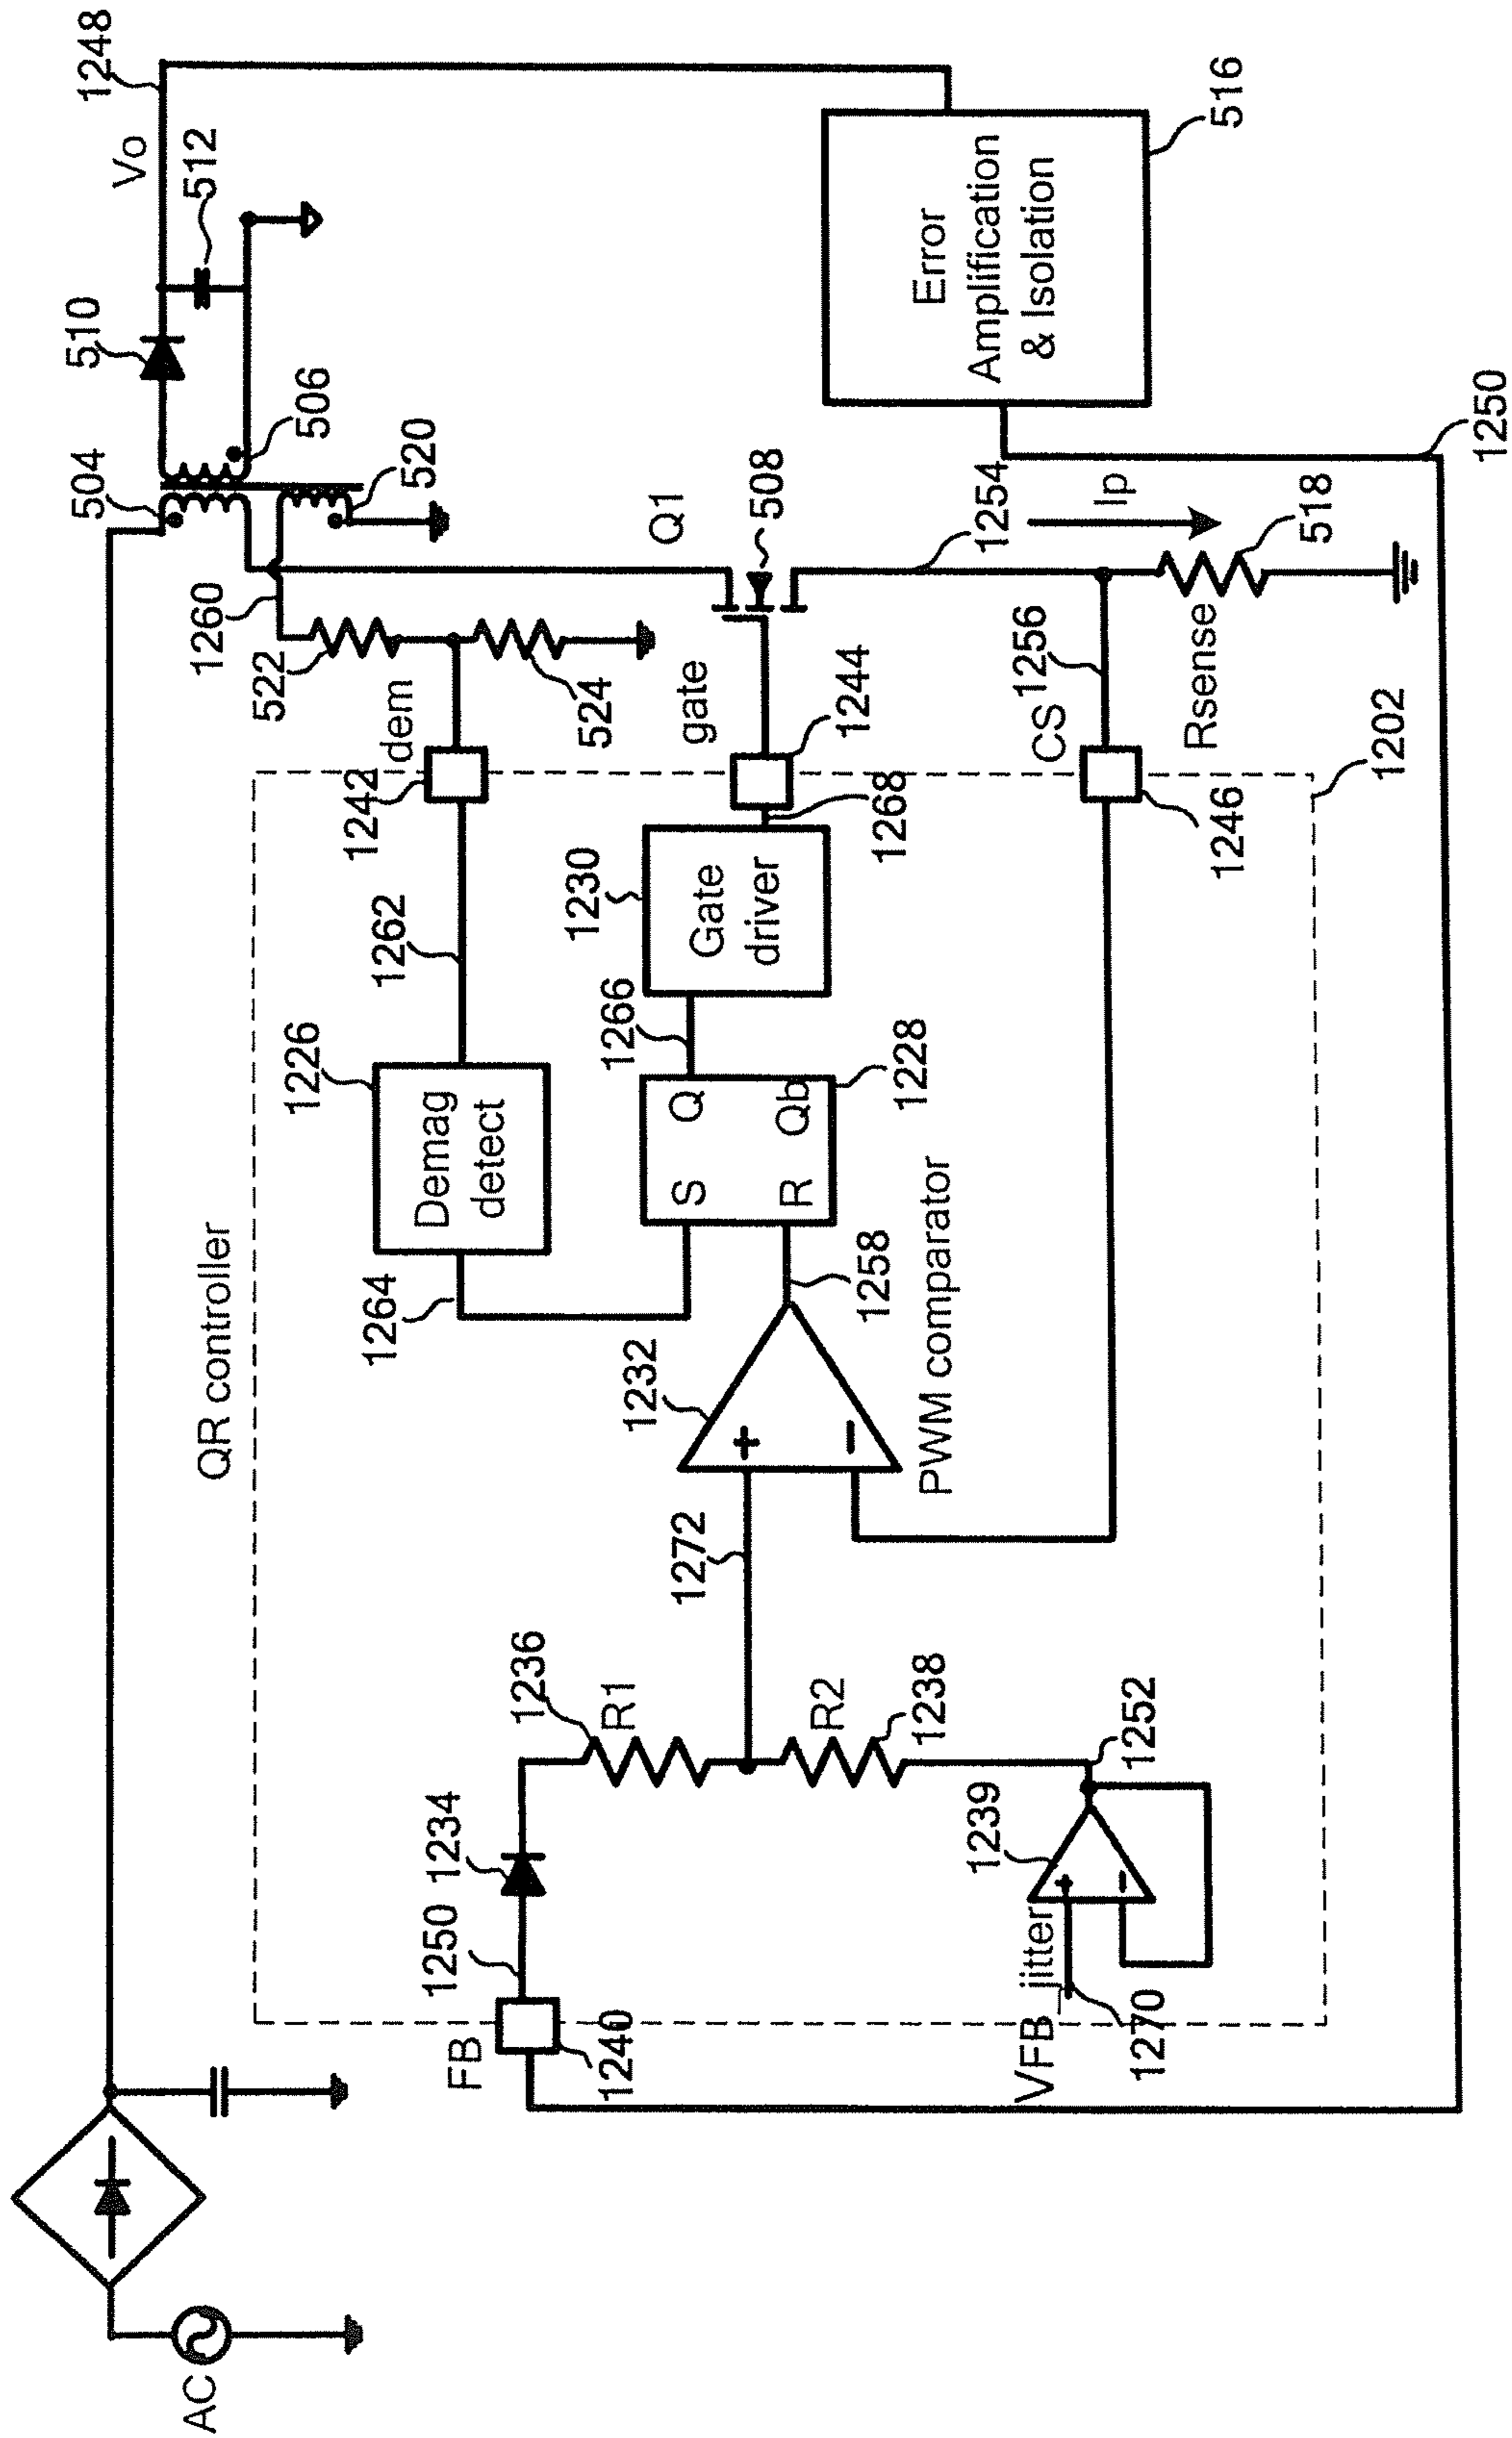 1248
Vo
512
510
504
506
520
1260
522
524
dem
1242
Q1
508
gate
1244
1268
1254
Ip
518
1256
CS
Rsense
1246
1202
Error
Amplification
& Isolation
516
1250
QR controller
1262
1226
Demag
detect
1264
1230
Gate
driver
1266
S
Q
R
Qb
1228
1258
1232
+
−
PWM comparator
1272
1236
R1
R2
1238
1234
1250
FB
1240
1252
1239
+
−
VFB jitter
1270
AC